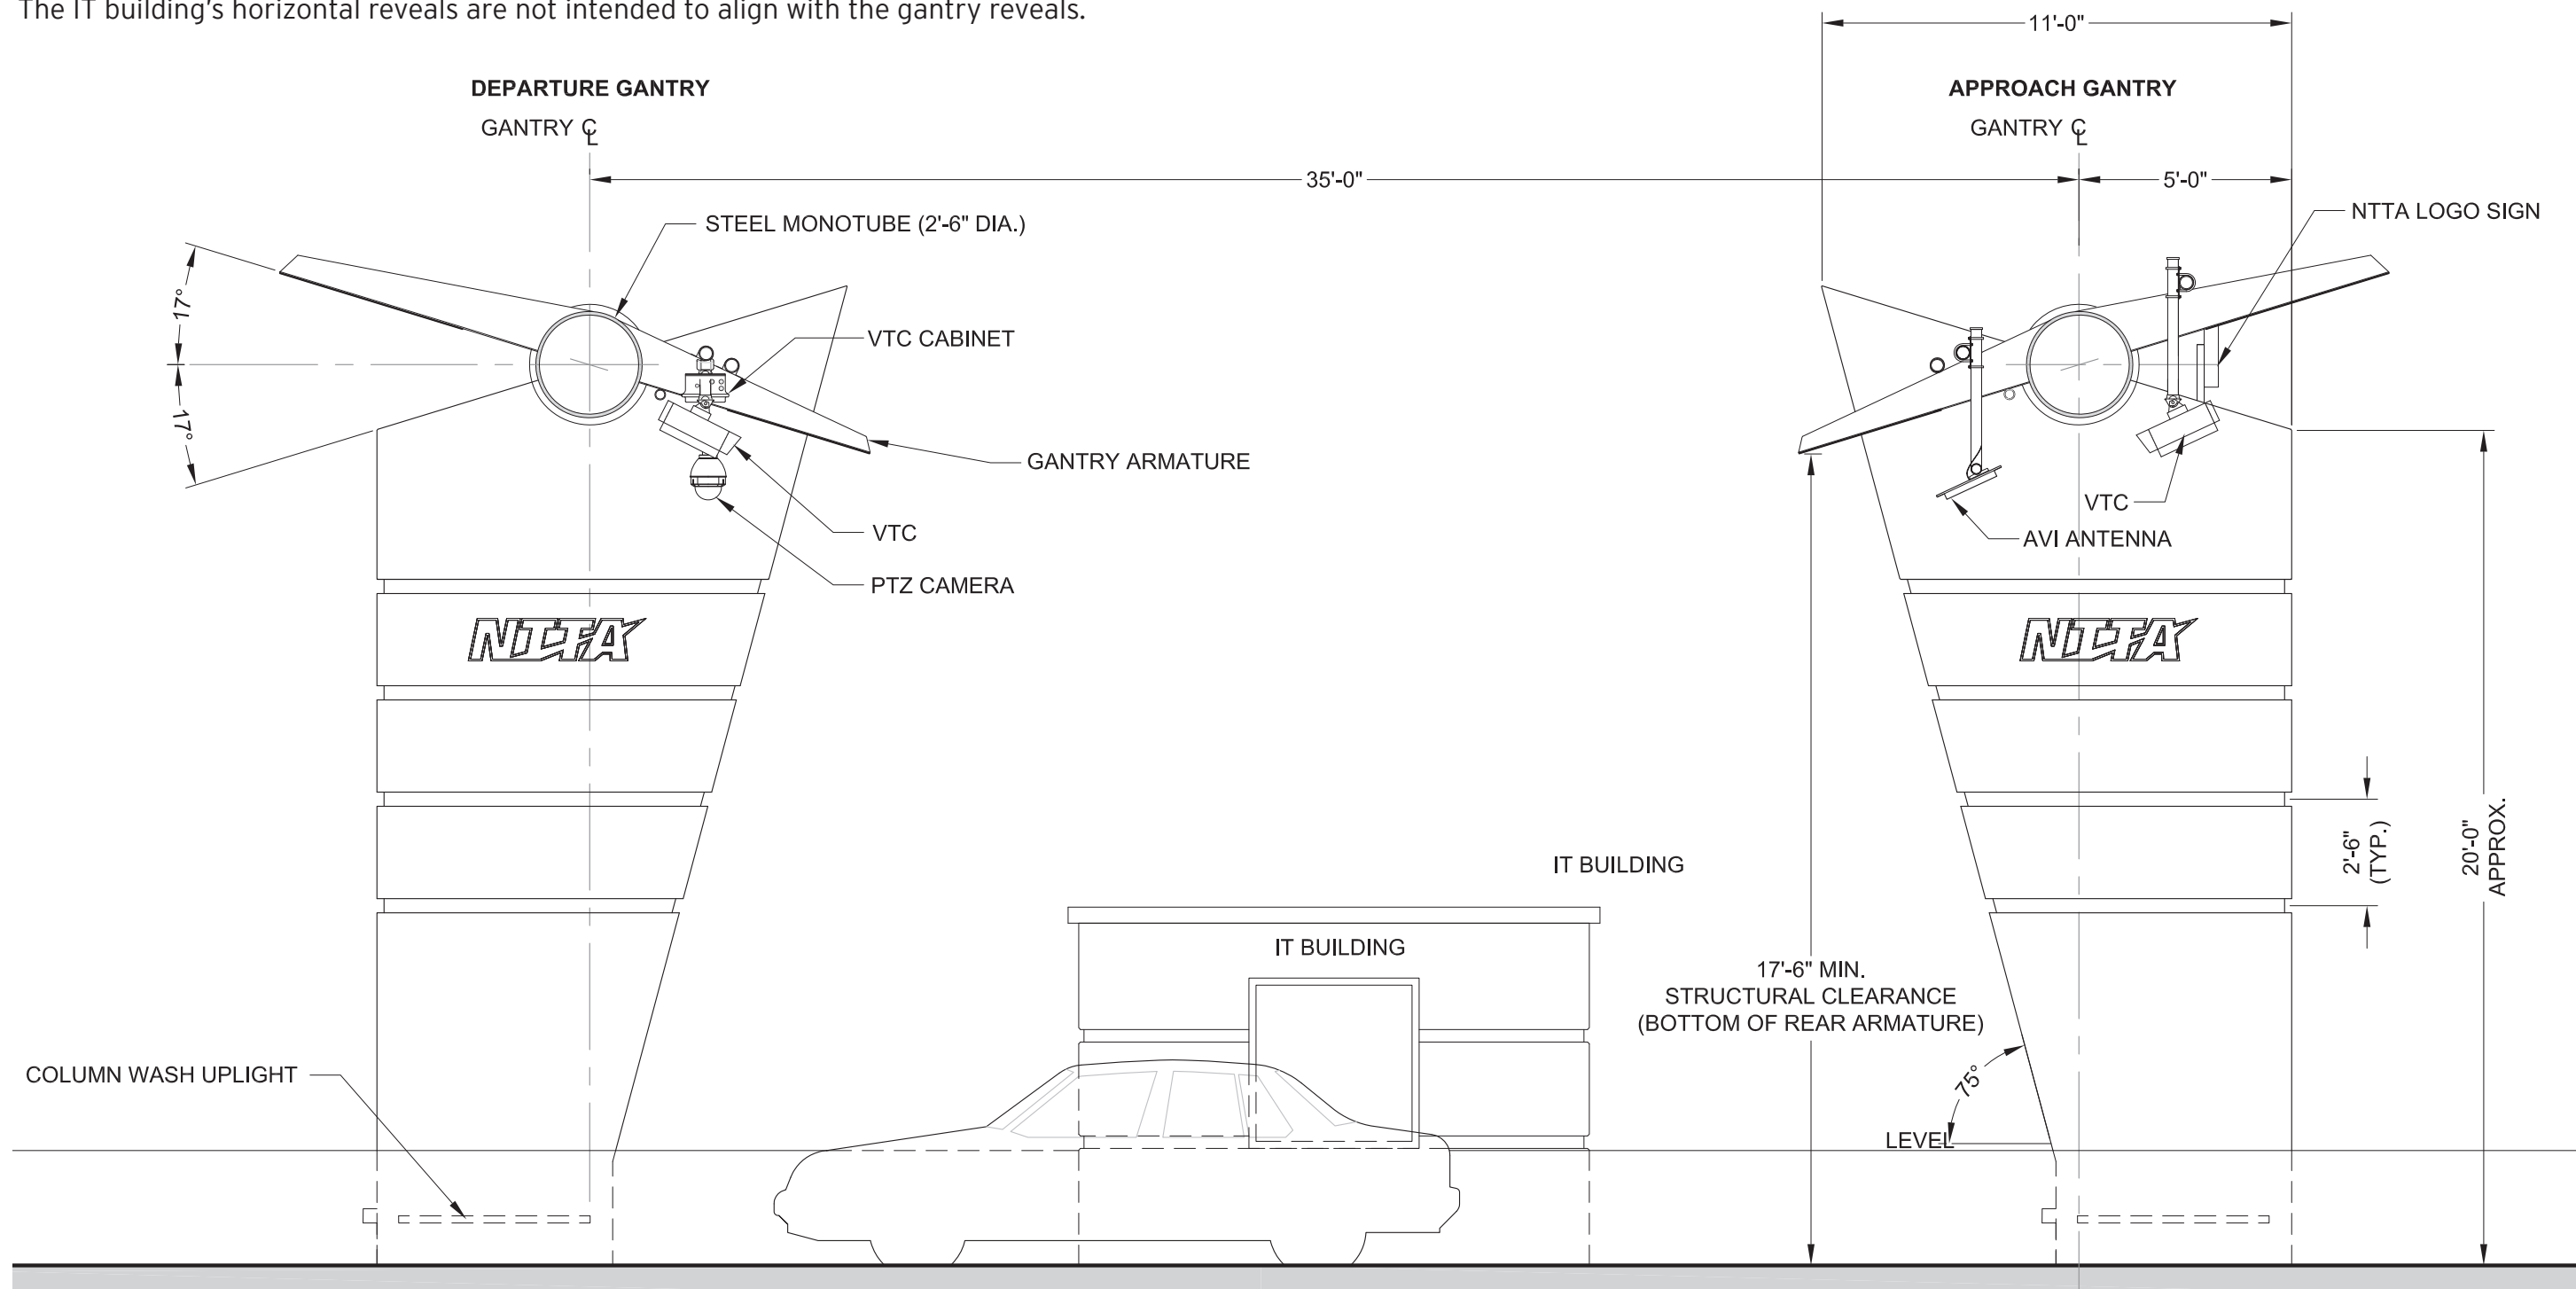 The IT building's horizontal reveals are not intended to align with the gantry reveals.
11'-0"
DEPARTURE GANTRY
APPROACH GANTRY
GANTRY ℄
GANTRY ℄
35'-0"
5'-0"
STEEL MONOTUBE (2'-6" DIA.)
NTTA LOGO SIGN
17°
17°
VTC CABINET
GANTRY ARMATURE
VTC
PTZ CAMERA
VTC
AVI ANTENNA
NTTA
NTTA
2'-6"
(TYP.)
20'-0"
APPROX.
IT BUILDING
IT BUILDING
17'-6" MIN.
STRUCTURAL CLEARANCE
(BOTTOM OF REAR ARMATURE)
COLUMN WASH UPLIGHT
75°
LEVEL